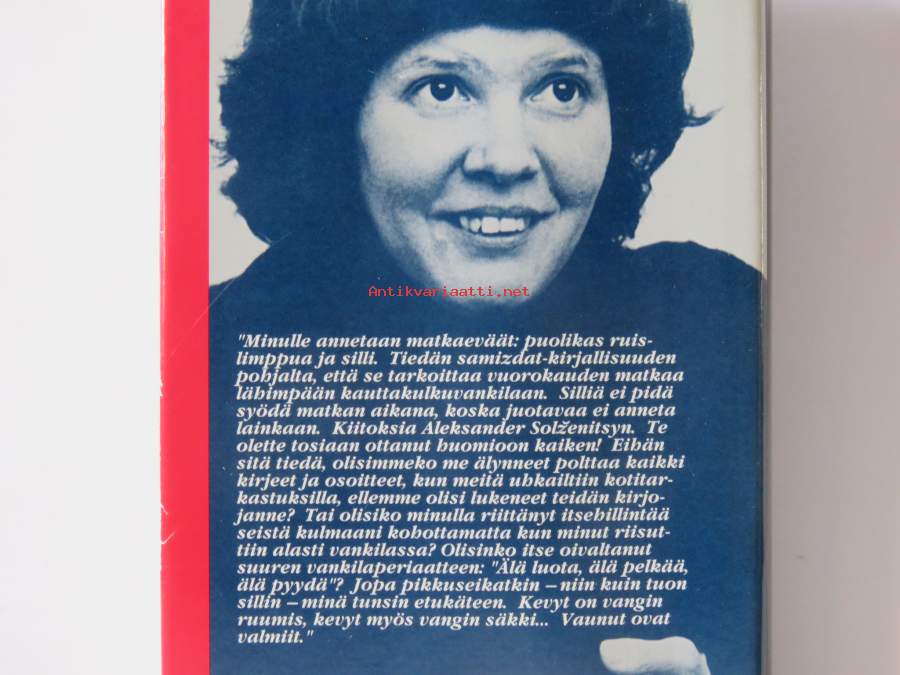 Antikvariaatti.net
"Minulle annetaan matkaeväät: puolikas ruis-
limppua ja silli. Tiedän samizdat-kirjallisuuden
pohjalta, että se tarkoittaa vuorokauden matkaa
lähimpään kauttakulkuvankilaan. Silliä ei pidä
syödä matkan aikana, koska juotavaa ei anneta
lainkaan. Kiitoksia Aleksander Solženitsyn. Te
olette tosiaan ottanut huomioon kaiken! Eihän
sitä tiedä, olisimmeko me älynneet polttaa kaikki
kirjeet ja osoitteet, kun meitä uhkailtiin kotitar-
kastuksilla, ellemme olisi lukeneet teidän kirjo-
janne? Tai olisiko minulla riittänyt itsehillintää
seistä kulmaani kohottamatta kun minut riisut-
tiin alasti vankilassa? Olisinko itse oivaltanut
suuren vankilaperiaatteen: "Älä luota, älä pelkää,
älä pyydä"? Jopa pikkuseikatkin – niin kuin tuon
sillin – minä tunsin etukäteen. Kevyt on vangin
ruumis, kevyt myös vangin säkki... Vaunut ovat
valmiit."